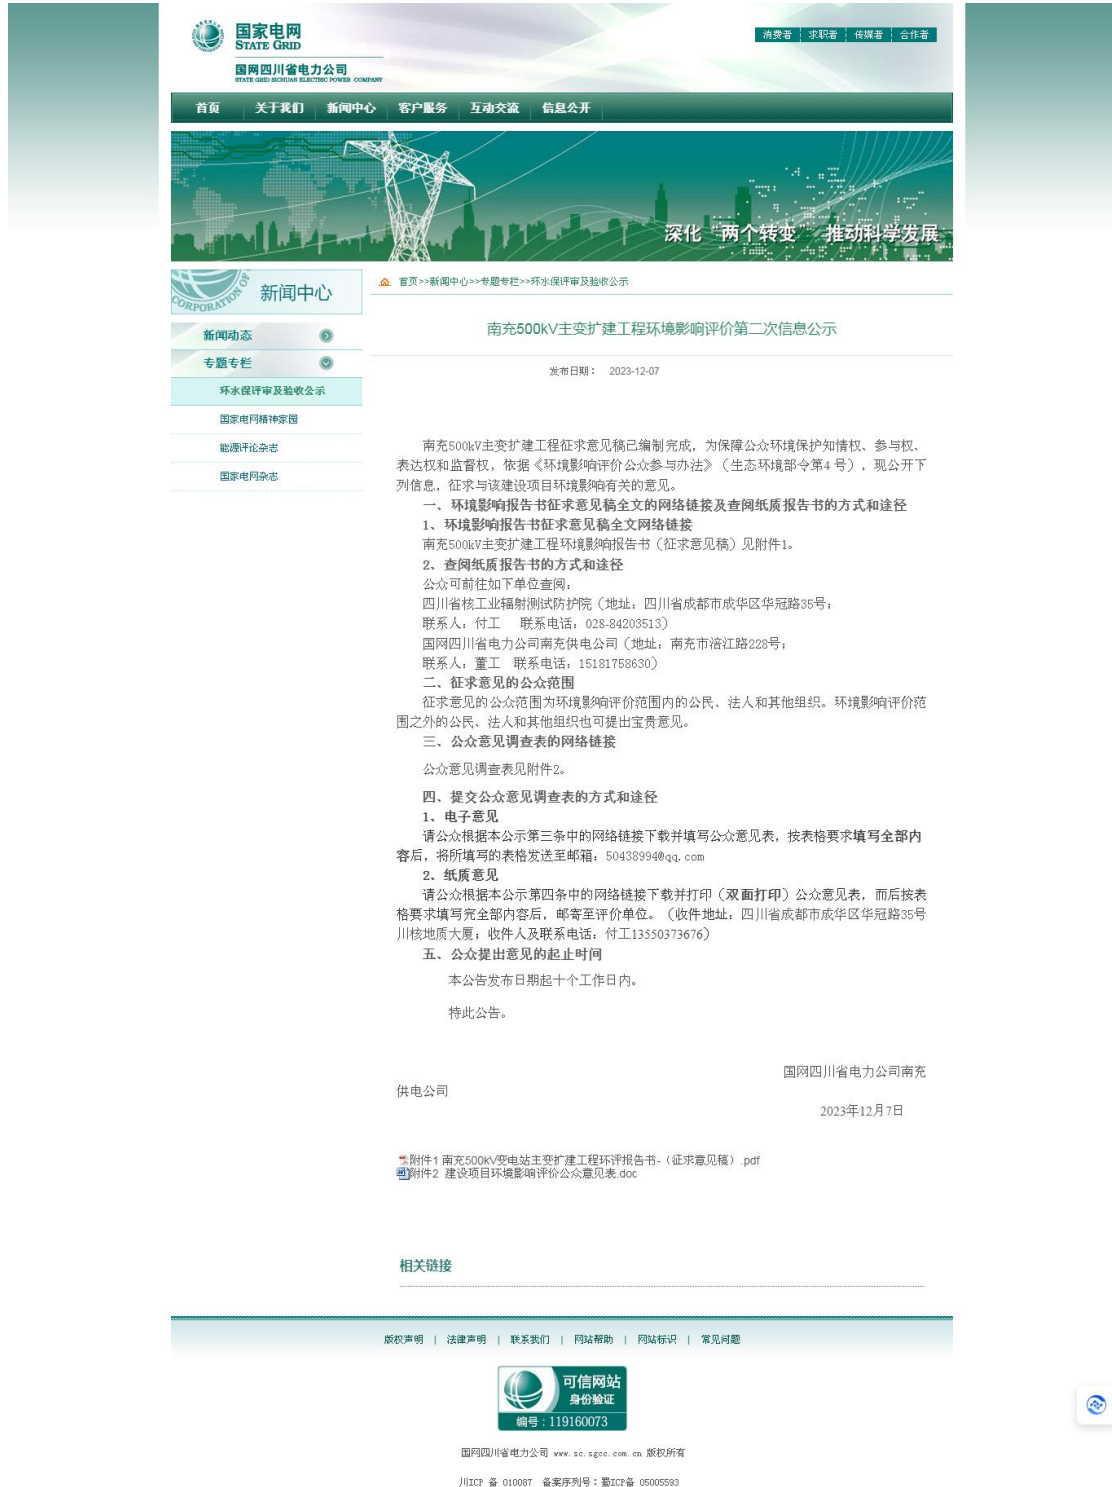 国家电网
STATE GRID
国网四川省电力公司
STATE GRID SICHUAN ELECTRIC POWER COMPANY
消费者 求职者 传媒者 合作者
首页 关于我们 新闻中心 客户服务 互动交流 信息公开
深化“两个转变” 推动科学发展
CORPORATION OF
新闻中心
首页>>新闻中心>>专题专栏>>环水保评审及验收公示
新闻动态
专题专栏
环水保评审及验收公示
国家电网精神家园
能源评论杂志
国家电网杂志
南充500kV主变扩建工程环境影响评价第二次信息公示
发布日期： 2023-12-07
南充500kV主变扩建工程征求意见稿已编制完成，为保障公众环境保护知情权、参与权、
表达权和监督权，依据《环境影响评价公众参与办法》（生态环境部令第4 号），现公开下
列信息，征求与该建设项目环境影响有关的意见。
一、环境影响报告书征求意见稿全文的网络链接及查阅纸质报告书的方式和途径
1、环境影响报告书征求意见稿全文网络链接
南充500kV主变扩建工程环境影响报告书（征求意见稿）见附件1。
2、查阅纸质报告书的方式和途径
公众可前往如下单位查阅：
四川省核工业辐射测试防护院（地址：四川省成都市成华区华冠路35号；
联系人：付工 联系电话：028-84203513）
国网四川省电力公司南充供电公司（地址：南充市涪江路228号；
联系人：董工 联系电话：15181758630）
二、征求意见的公众范围
征求意见的公众范围为环境影响评价范围内的公民、法人和其他组织。环境影响评价范
围之外的公民、法人和其他组织也可提出宝贵意见。
三、公众意见调查表的网络链接
公众意见调查表见附件2。
四、提交公众意见调查表的方式和途径
1、电子意见
请公众根据本公示第三条中的网络链接下载并填写公众意见表，按表格要求填写全部内
容后，将所填写的表格发送至邮箱：50438994@qq.com
2、纸质意见
请公众根据本公示第四条中的网络链接下载并打印（双面打印）公众意见表，而后按表
格要求填写完全部内容后，邮寄至评价单位。（收件地址：四川省成都市成华区华冠路35号
川核地质大厦；收件人及联系电话：付工13550373676）
五、公众提出意见的起止时间
本公告发布日期起十个工作日内。
特此公告。
国网四川省电力公司南充
供电公司
2023年12月7日
附件1 南充500kV变电站主变扩建工程环评报告书-（征求意见稿）.pdf
附件2 建设项目环境影响评价公众意见表.doc
相关链接
版权声明 | 法律声明 | 联系我们 | 网站帮助 | 网站标识 | 常见问题
可信网站
身份验证
编号：119160073
国网四川省电力公司 www.sc.sgcc.com.cn 版权所有
川ICP 备 010087 备案序列号：蜀ICP备 05005593